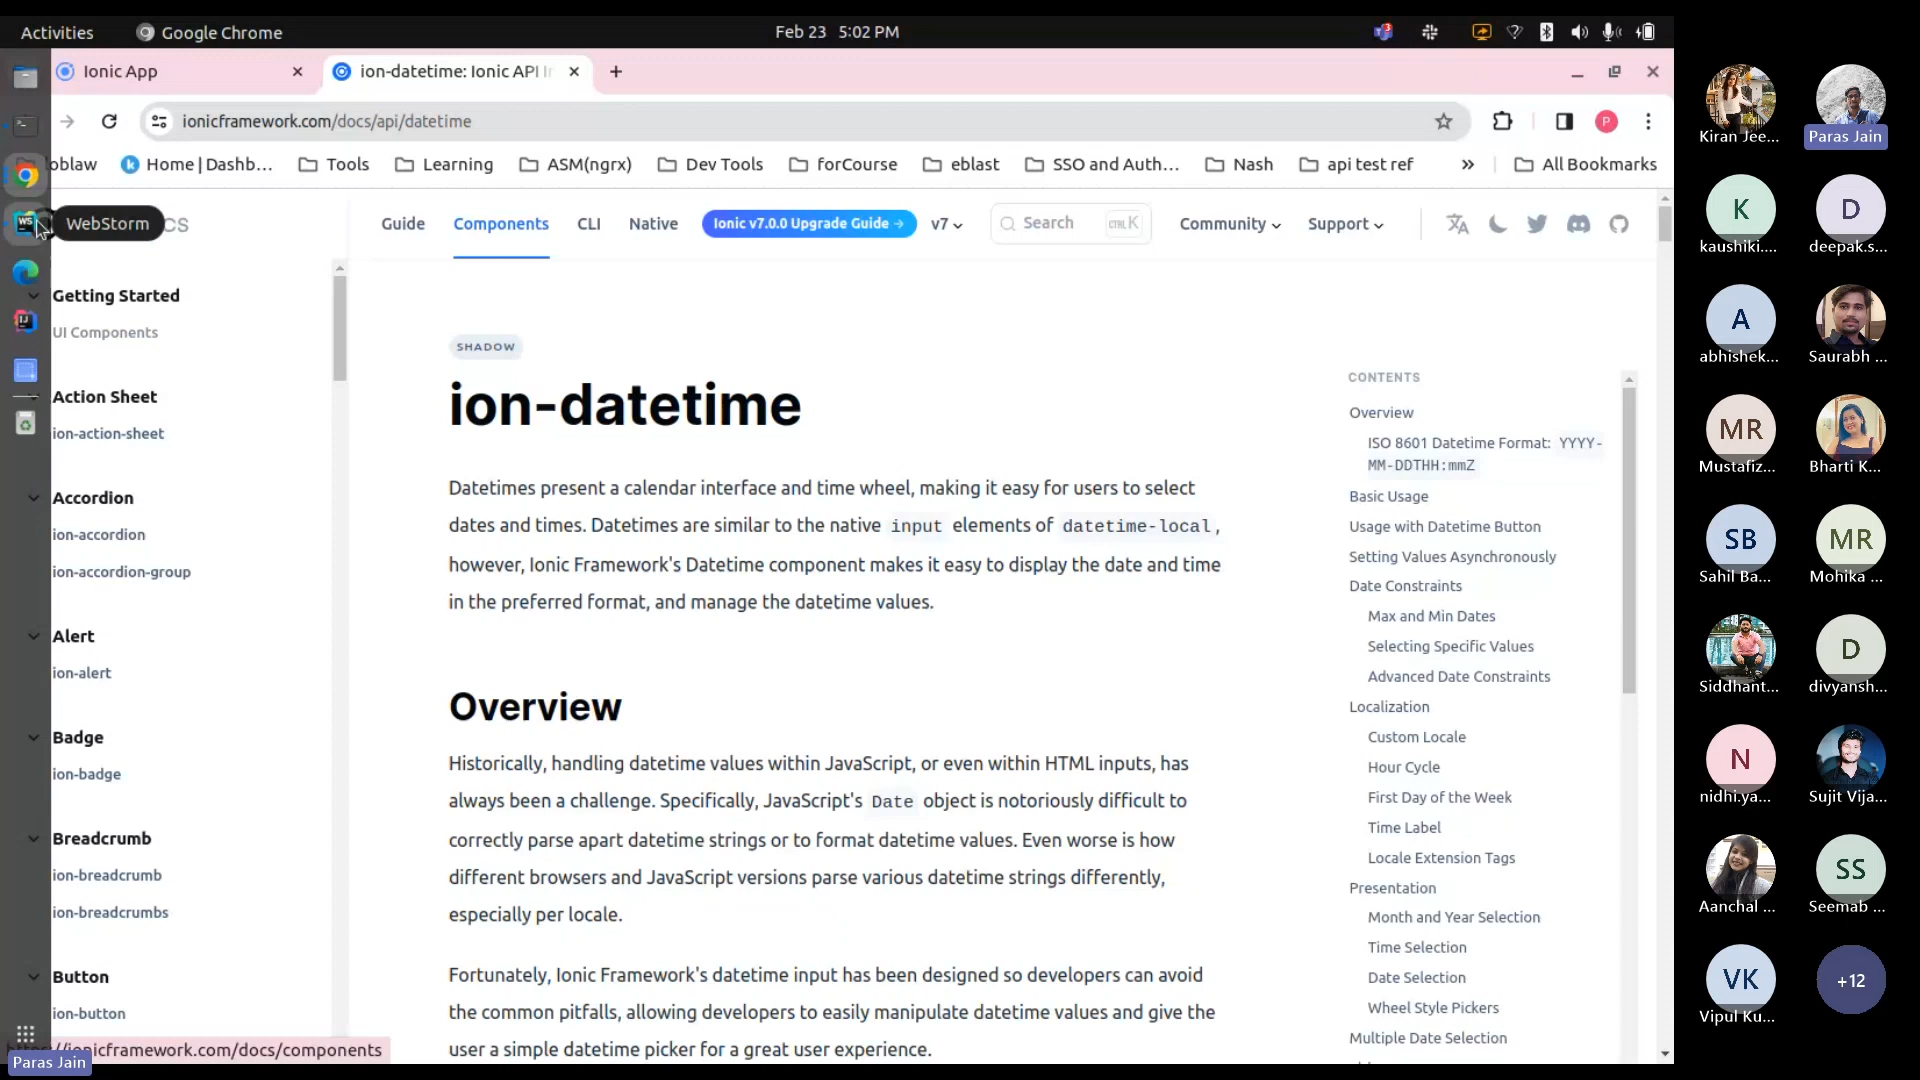 Activities
Google Chrome
Feb 23 5:02 PM
3
Ionic App
ion-datetime: Ionic API I
ionicframework.com/docs/api/datetime
P
oblaw
Home | Dashb...
Tools
Learning
ASM(ngrx)
Dev Tools
forCourse
eblast
SSO and Auth...
Nash
api test ref
»
All Bookmarks
WS
WebStorm
CS
Guide
Components
CLI
Native
Ionic v7.0.0 Upgrade Guide →
v7
Search
CTRL K
Community
Support
Getting Started
UI Components
Action Sheet
ion-action-sheet
Accordion
ion-accordion
ion-accordion-group
Alert
ion-alert
Badge
ion-badge
Breadcrumb
ion-breadcrumb
ion-breadcrumbs
Button
ion-button
SHADOW
ion-datetime
Datetimes present a calendar interface and time wheel, making it easy for users to select
dates and times. Datetimes are similar to the native input elements of datetime-local,
however, Ionic Framework's Datetime component makes it easy to display the date and time
in the preferred format, and manage the datetime values.
Overview
Historically, handling datetime values within JavaScript, or even within HTML inputs, has
always been a challenge. Specifically, JavaScript's Date object is notoriously difficult to
correctly parse apart datetime strings or to format datetime values. Even worse is how
different browsers and JavaScript versions parse various datetime strings differently,
especially per locale.
Fortunately, Ionic Framework's datetime input has been designed so developers can avoid
the common pitfalls, allowing developers to easily manipulate datetime values and give the
user a simple datetime picker for a great user experience.
CONTENTS
Overview
ISO 8601 Datetime Format: YYYY-
MM-DDTHH:mmZ
Basic Usage
Usage with Datetime Button
Setting Values Asynchronously
Date Constraints
Max and Min Dates
Selecting Specific Values
Advanced Date Constraints
Localization
Custom Locale
Hour Cycle
First Day of the Week
Time Label
Locale Extension Tags
Presentation
Month and Year Selection
Time Selection
Date Selection
Wheel Style Pickers
Multiple Date Selection
https://ionicframework.com/docs/components
Paras Jain
Kiran Jee...
Paras Jain
K
kaushiki....
D
deepak.s...
A
abhishek...
Saurabh ...
MR
Mustafiz...
Bharti K...
SB
Sahil Ba...
MR
Mohika ...
Siddhant...
D
divyansh...
N
nidhi.ya...
Sujit Vija...
Aanchal ...
SS
Seemab ...
VK
Vipul Ku...
+12